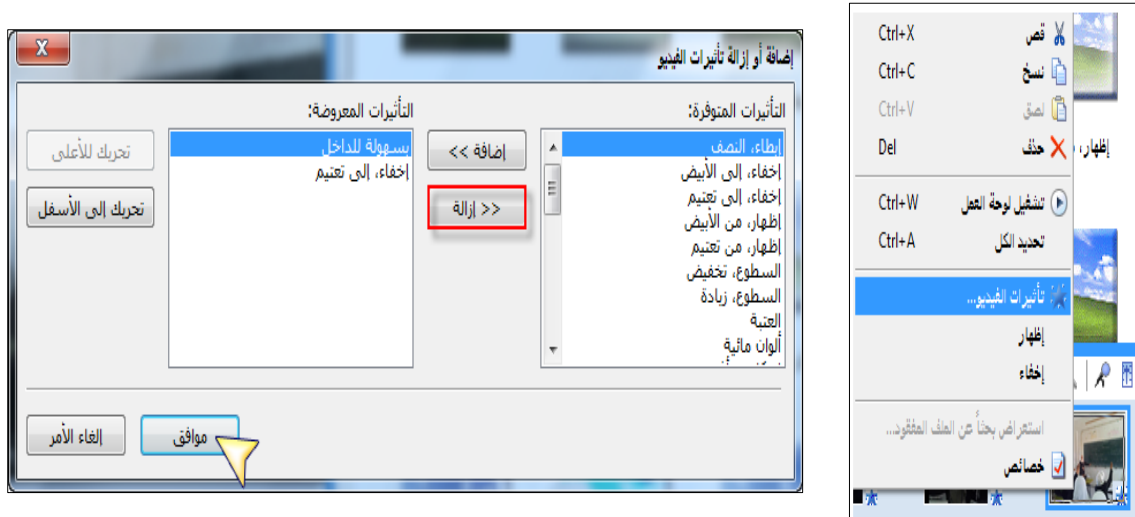 إضافة أو إزالة تأثيرات الفيديو
X
التأثيرات المتوفرة:
إبطاء، النصف
إخفاء، إلى الأبيض
إخفاء، إلى تعتيم
إظهار، من الأبيض
إظهار، من تعتيم
السطوع، تخفيض
السطوع، زيادة
العتبة
ألوان مائية
إضافة >>
<< إزالة
التأثيرات المعروضة:
بسهولة للداخل
إخفاء، إلى تعتيم
تحريك للأعلى
تحريك إلى الأسفل
موافق
إلغاء الأمر
قص Ctrl+X
نسخ Ctrl+C
لصق Ctrl+V
حذف Del
تشغيل لوحة العمل Ctrl+W
تحديد الكل Ctrl+A
تأثيرات الفيديو...
إظهار
إخفاء
استعراض بحثاً عن الملف المفقود...
خصائص
إظهار،